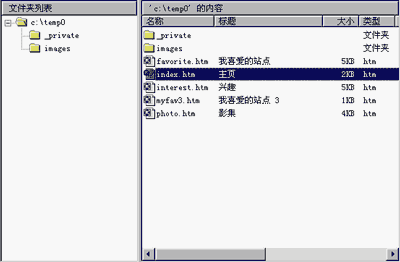 文件夹列表
c:\temp0
_private
images
'c:\temp0' 的内容
名称 标题 大小 类型
_private 文件夹
images 文件夹
favorite.htm 我喜爱的站点 5KB htm
index.htm 主页 2KB htm
interest.htm 兴趣 5KB htm
myfav3.htm 我喜爱的站点 3 1KB htm
photo.htm 影集 4KB htm